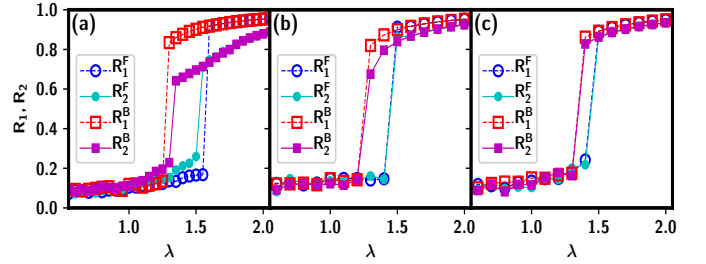 (a) (b) (c)
R₁, R₂
1.0
0.8
0.6
0.4
0.2
0.0
R₁ᶠ
R₂ᶠ
R₁ᴮ
R₂ᴮ
R₁ᶠ
R₂ᶠ
R₁ᴮ
R₂ᴮ
R₁ᶠ
R₂ᶠ
R₁ᴮ
R₂ᴮ
1.0 1.5 2.0 1.0 1.5 2.0 1.0 1.5 2.0
λ λ λ